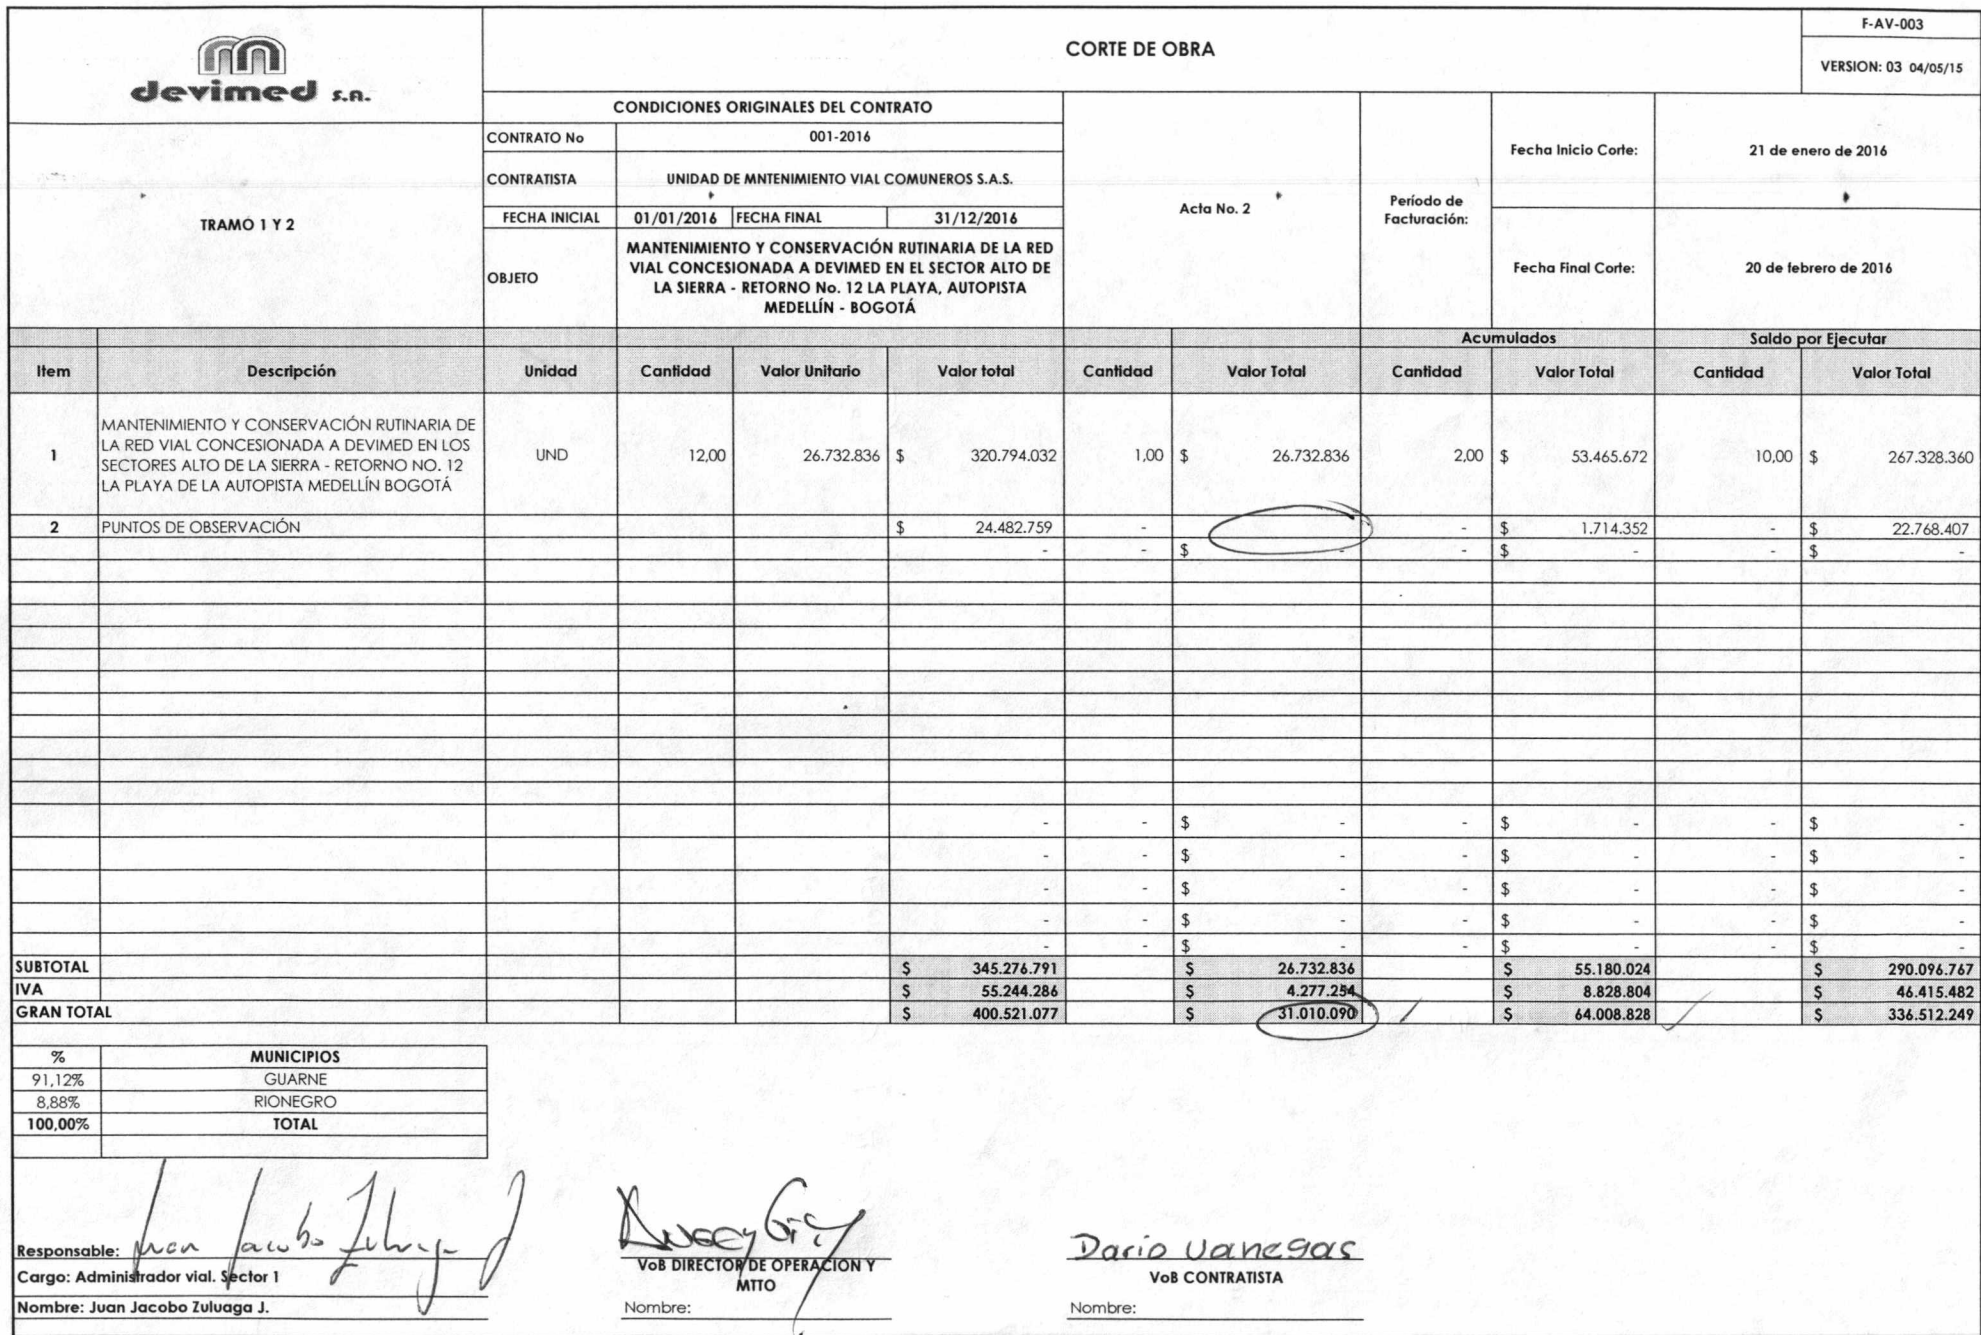 devimed s.a.
CORTE DE OBRA
F-AV-003
VERSION: 03 04/05/15
TRAMO 1 Y 2
CONDICIONES ORIGINALES DEL CONTRATO
CONTRATO No 001-2016
CONTRATISTA UNIDAD DE MNTENIMIENTO VIAL COMUNEROS S.A.S.
FECHA INICIAL 01/01/2016 FECHA FINAL 31/12/2016
OBJETO
MANTENIMIENTO Y CONSERVACIÓN RUTINARIA DE LA RED
VIAL CONCESIONADA A DEVIMED EN EL SECTOR ALTO DE
LA SIERRA - RETORNO No. 12 LA PLAYA, AUTOPISTA
MEDELLÍN - BOGOTÁ
Acta No. 2
Período de
Facturación:
Fecha Inicio Corte: 21 de enero de 2016
Fecha Final Corte: 20 de febrero de 2016
Acumulados Saldo por Ejecutar
Item Descripción Unidad Cantidad Valor Unitario Valor total Cantidad Valor Total Cantidad Valor Total Cantidad Valor Total
MANTENIMIENTO Y CONSERVACIÓN RUTINARIA DE
LA RED VIAL CONCESIONADA A DEVIMED EN LOS
SECTORES ALTO DE LA SIERRA - RETORNO NO. 12
LA PLAYA DE LA AUTOPISTA MEDELLÍN BOGOTÁ
1 UND 12,00 26.732.836 $ 320.794.032 1,00 $ 26.732.836 2,00 $ 53.465.672 10,00 $ 267.328.360
2 PUNTOS DE OBSERVACIÓN $ 24.482.759 - - $ 1.714.352 - $ 22.768.407
- - $ - - $ - - $ -
- - $ - - $ - - $ -
- - $ - - $ - - $ -
- - $ - - $ - - $ -
- - $ - - $ - - $ -
- - $ - - $ - - $ -
SUBTOTAL $ 345.276.791 $ 26.732.836 $ 55.180.024 $ 290.096.767
IVA $ 55.244.286 $ 4.277.254 $ 8.828.804 $ 46.415.482
GRAN TOTAL $ 400.521.077 $ 31.010.090 $ 64.008.828 $ 336.512.249
% MUNICIPIOS
91,12% GUARNE
8,88% RIONEGRO
100,00% TOTAL
Responsable: Juan Jacobo Zuluaga J
Cargo: Administrador vial. Sector 1
Nombre: Juan Jacobo Zuluaga J.
VoB DIRECTOR DE OPERACIÓN Y
MTTO
Nombre:
Dario Vanegas
VoB CONTRATISTA
Nombre: